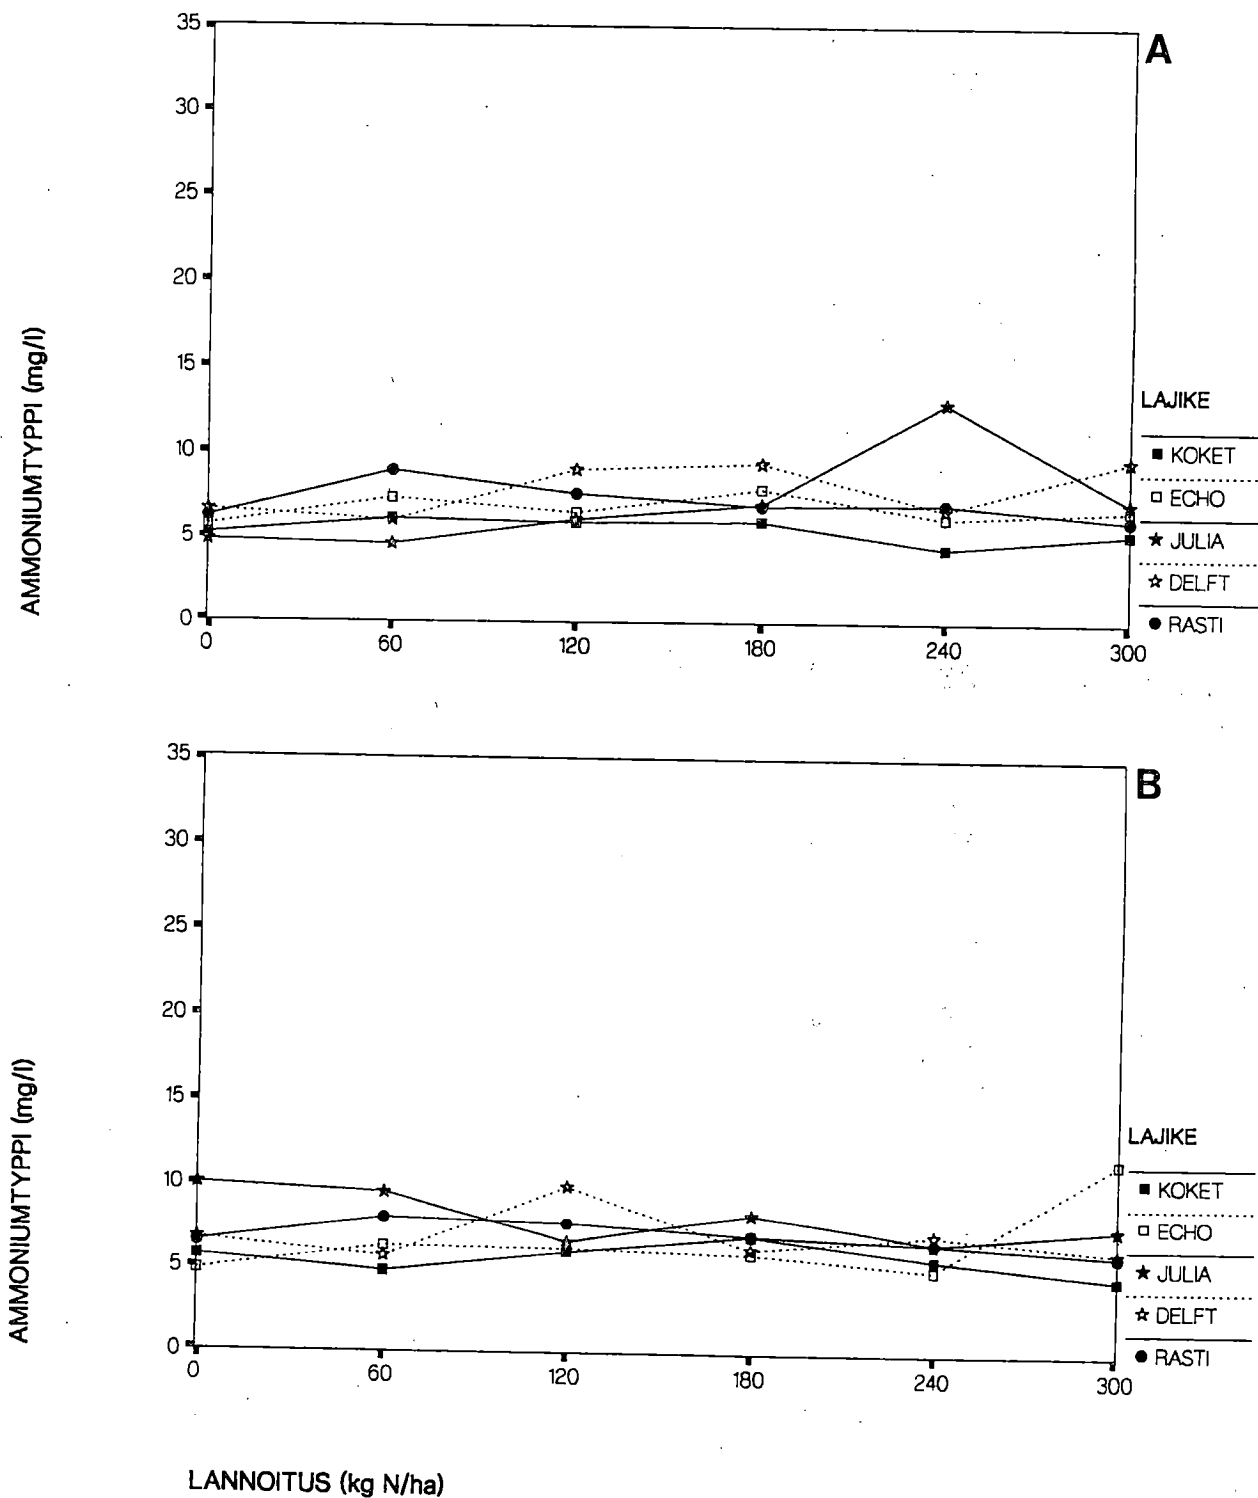 A
35
30
25
20
15
10
5
0
AMMONIUMTYPPI (mg/l)
0 60 120 180 240 300
LAJIKE
KOKET
ECHO
JULIA
DELFT
RASTI
B
35
30
25
20
15
10
5
0
AMMONIUMTYPPI (mg/l)
0 60 120 180 240 300
LAJIKE
KOKET
ECHO
JULIA
DELFT
RASTI
LANNOITUS (kg N/ha)